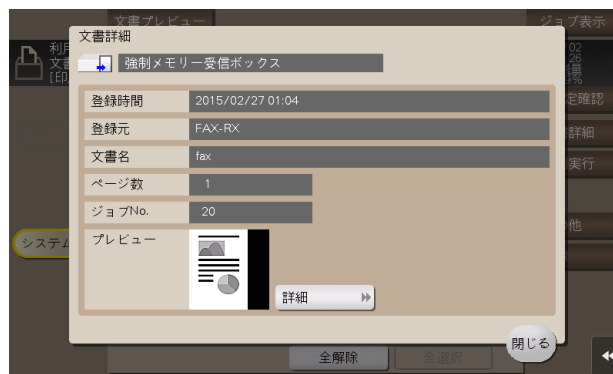 文書プレビュー
ジョブ表示
文書詳細
強制メモリー受信ボックス
登録時間 2015/02/27 01:04
登録元 FAX-RX
文書名 fax
ページ数 1
ジョブNo. 20
プレビュー
詳細
閉じる
全解除 全選択
システム
定確認
詳細
実行
他